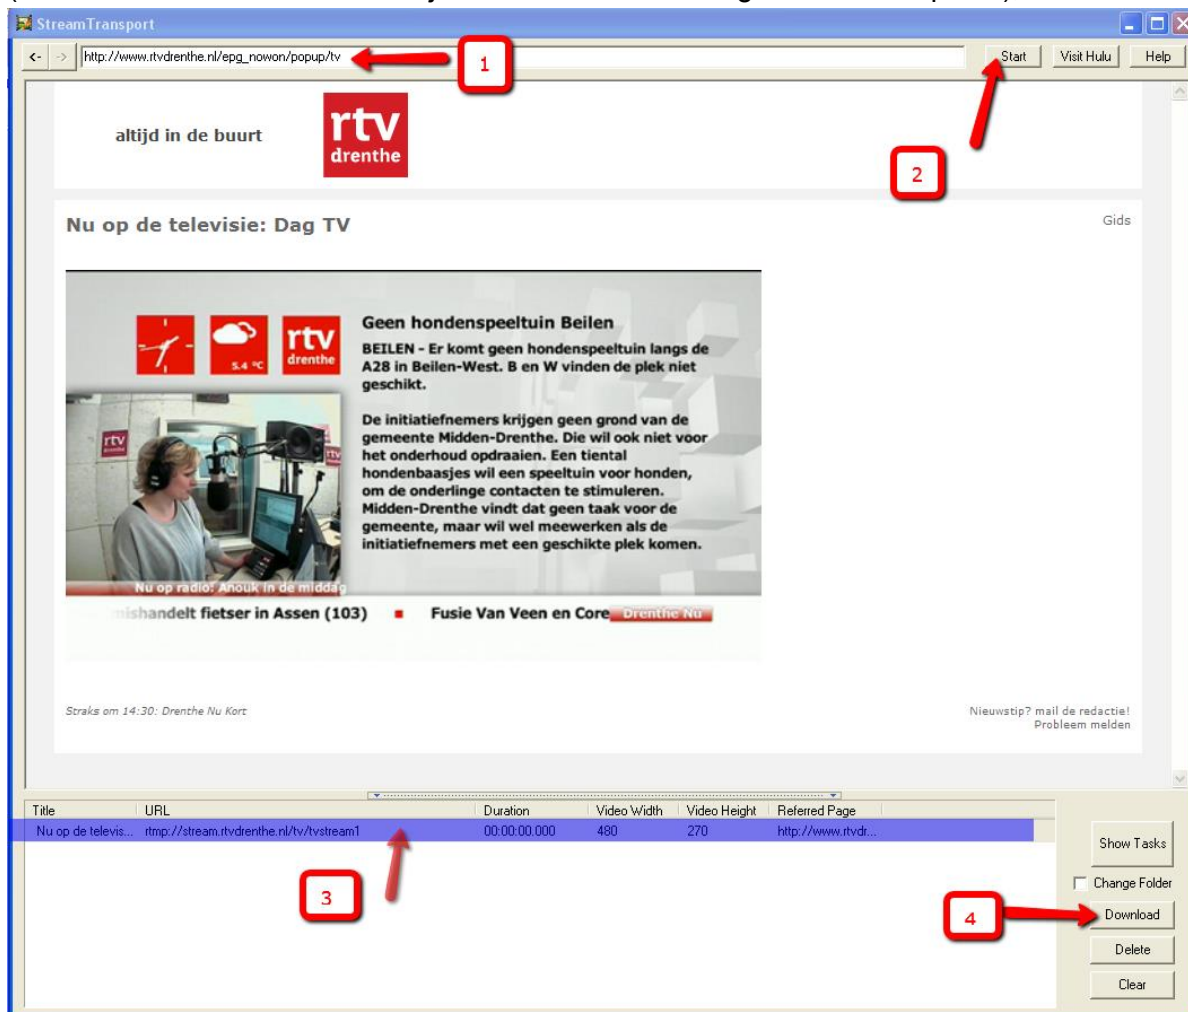 StreamTransport
<- -> http://www.rtvdrenthe.nl/epg_nowon/popup/tv
1
Start Visit Hulu Help
2
altijd in de buurt
rtv
drenthe
Nu op de televisie: Dag TV
Gids
5.4 °C
rtv
drenthe
Geen hondenspeeltuin Beilen
BEILEN - Er komt geen hondenspeeltuin langs de
A28 in Beilen-West. B en W vinden de plek niet
geschikt.
De initiatiefnemers krijgen geen grond van de
gemeente Midden-Drenthe. Die wil ook niet voor
het onderhoud opdraaien. Een tiental
hondenbaasjes wil een speeltuin voor honden,
om de onderlinge contacten te stimuleren.
Midden-Drenthe vindt dat geen taak voor de
gemeente, maar wil wel meewerken als de
initiatiefnemers met een geschikte plek komen.
rtv
drenthe
rtv
Nu op radio: Anouk in de middag
mishandelt fietser in Assen (103) ▪ Fusie Van Veen en Core Drenthe Nu
Straks om 14:30: Drenthe Nu Kort
Nieuwstip? mail de redactie!
Probleem melden
Title URL Duration Video Width Video Height Referred Page
Nu op de televis... rtmp://stream.rtvdrenthe.nl/tv/tvstream1 00:00:00.000 480 270 http://www.rtvdr...
3
4
Show Tasks
Change Folder
Download
Delete
Clear